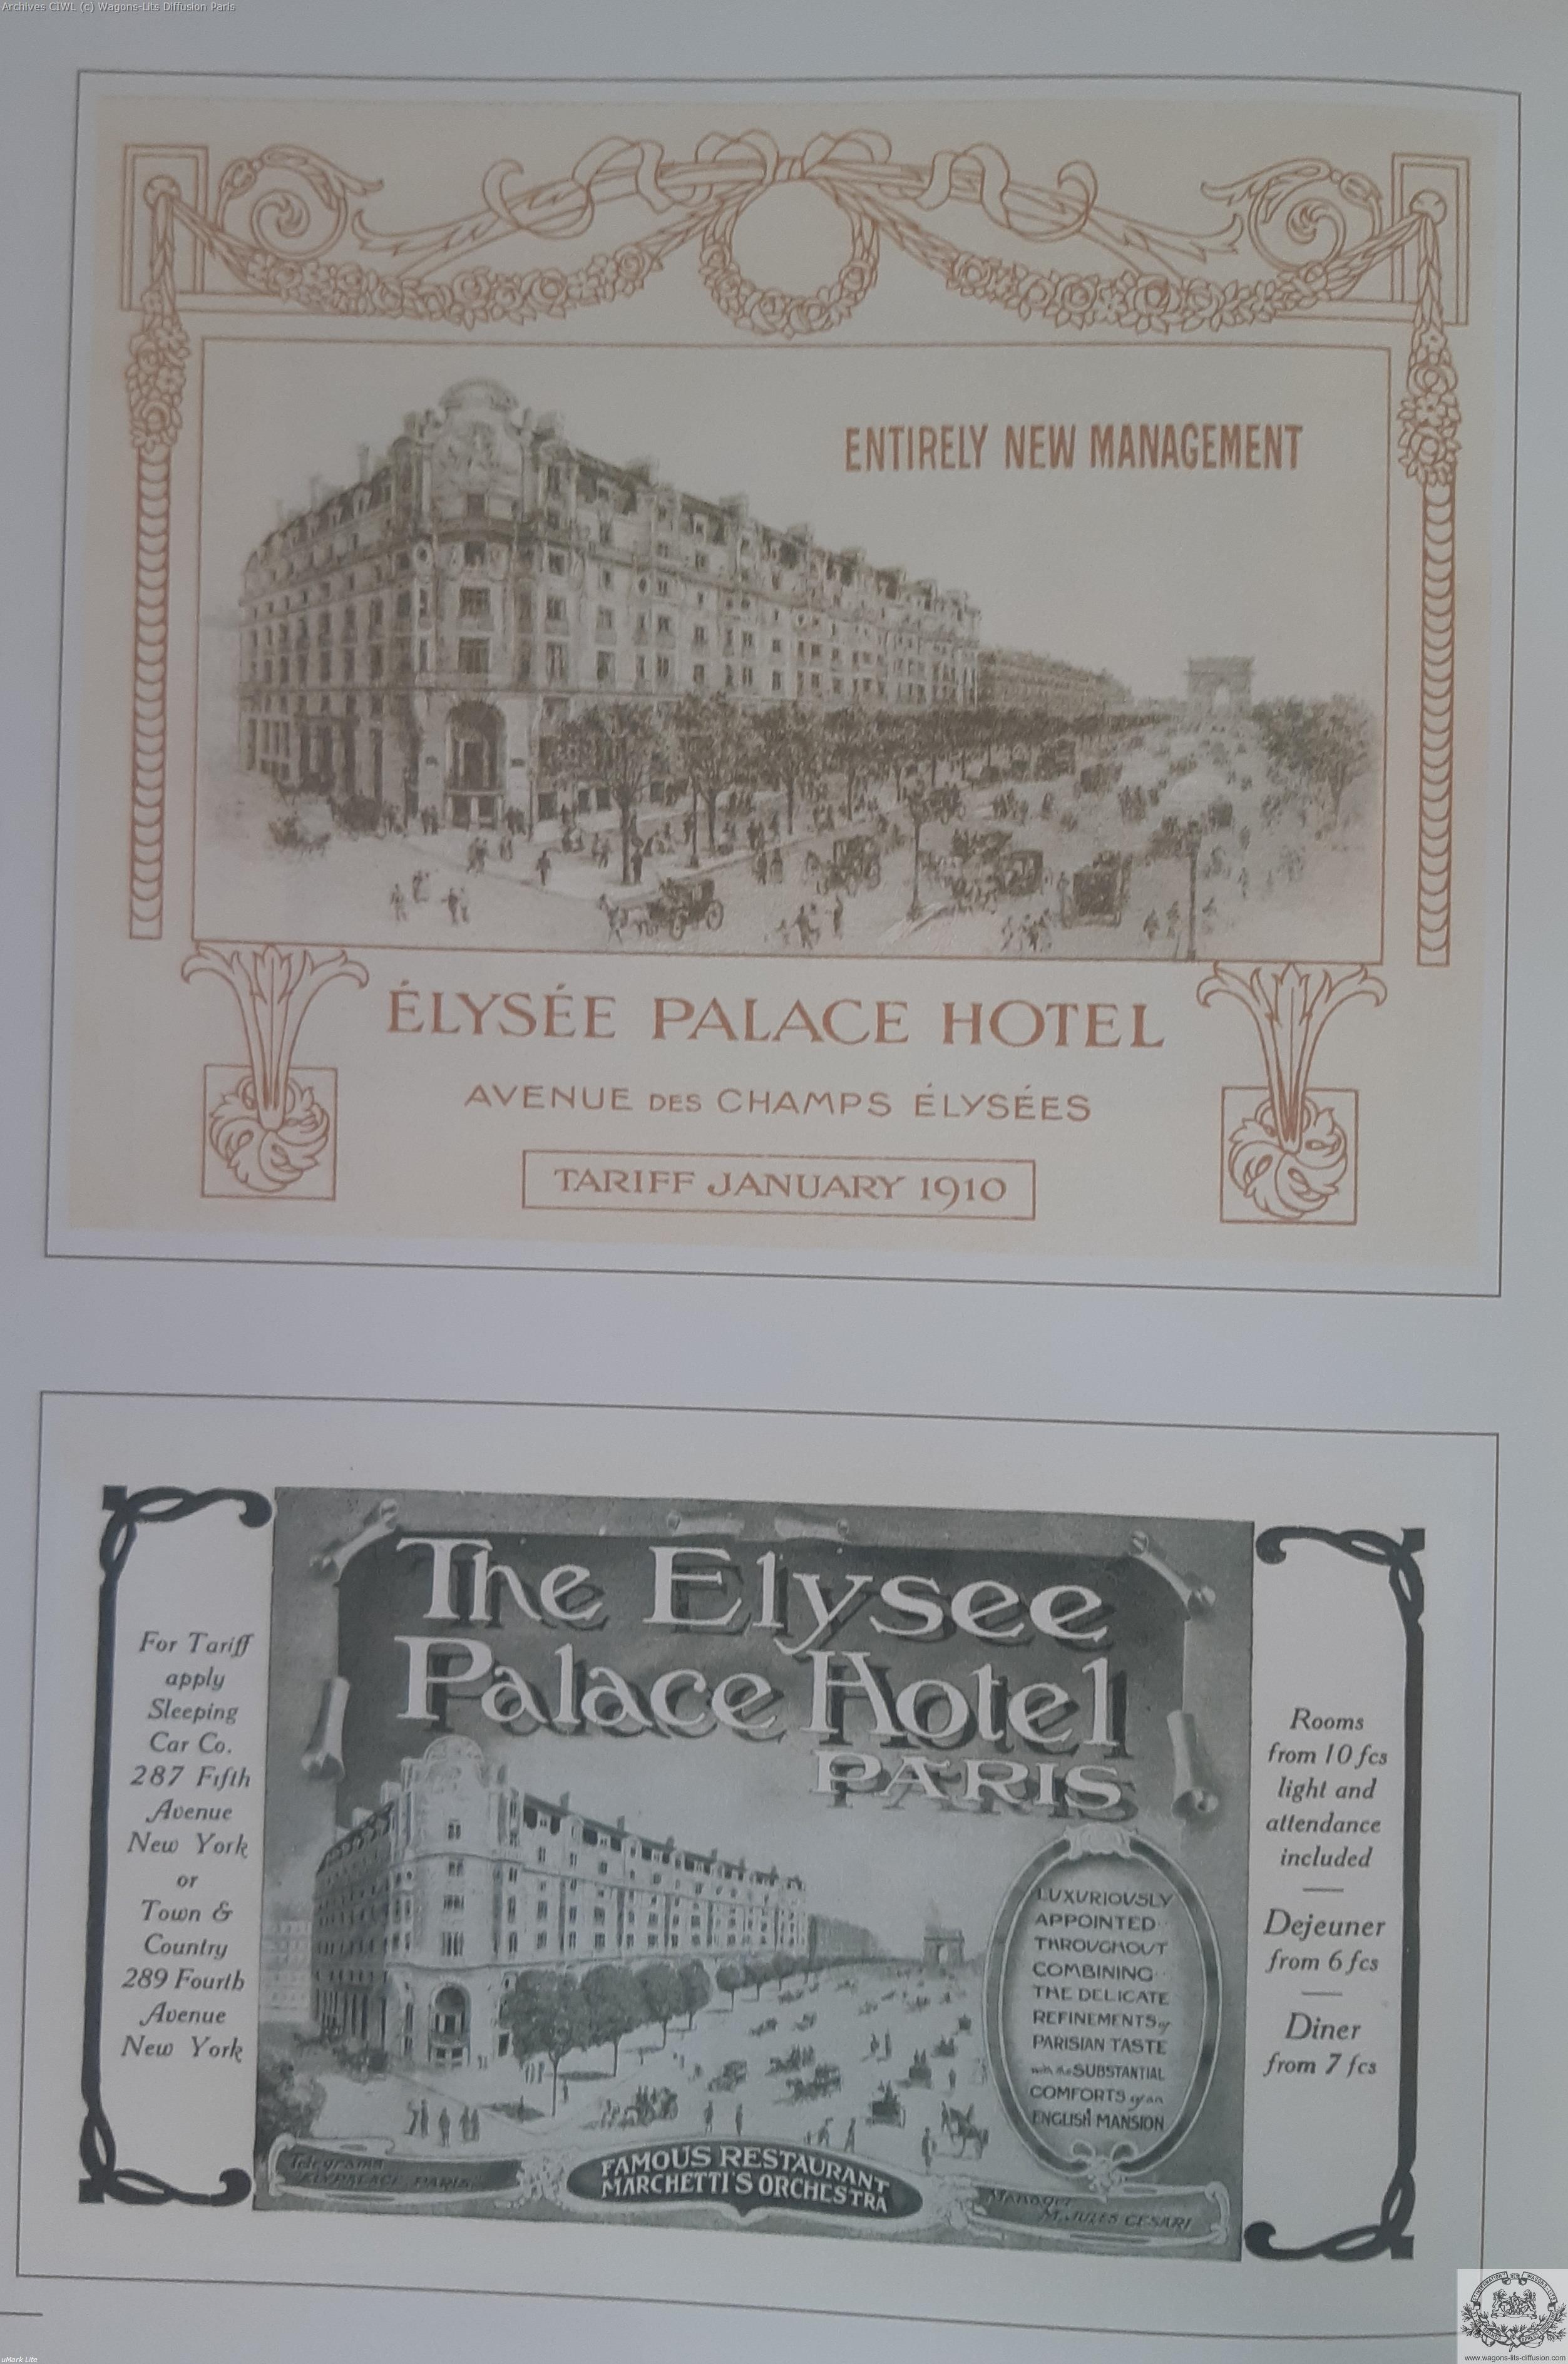 Archives CIWL (c) Wagons-Lits Diffusion Paris
ENTIRELY NEW MANAGEMENT
ÉLYSÉE PALACE HOTEL
AVENUE DES CHAMPS ÉLYSÉES
TARIFF JANUARY 1910
For Tariff
apply
Sleeping
Car Co.
287 Fifth
Avenue
New York
or
Town &
Country
289 Fourth
Avenue
New York
The Elysee
Palace Hotel
PARIS
LUXURIOUSLY
APPOINTED
THROUGHOUT
COMBINING
THE DELICATE
REFINEMENTS of
PARISIAN TASTE
with the SUBSTANTIAL
COMFORTS of an
ENGLISH MANSION
Telegrams
ELYPALACE PARIS
FAMOUS RESTAURANT
MARCHETTI'S ORCHESTRA
Manager
M. JULES CESARI
Rooms
from 10 fcs
light and
attendance
included
Dejeuner
from 6 fcs
Diner
from 7 fcs
www.wagons-lits-diffusion.com
uMark Lite